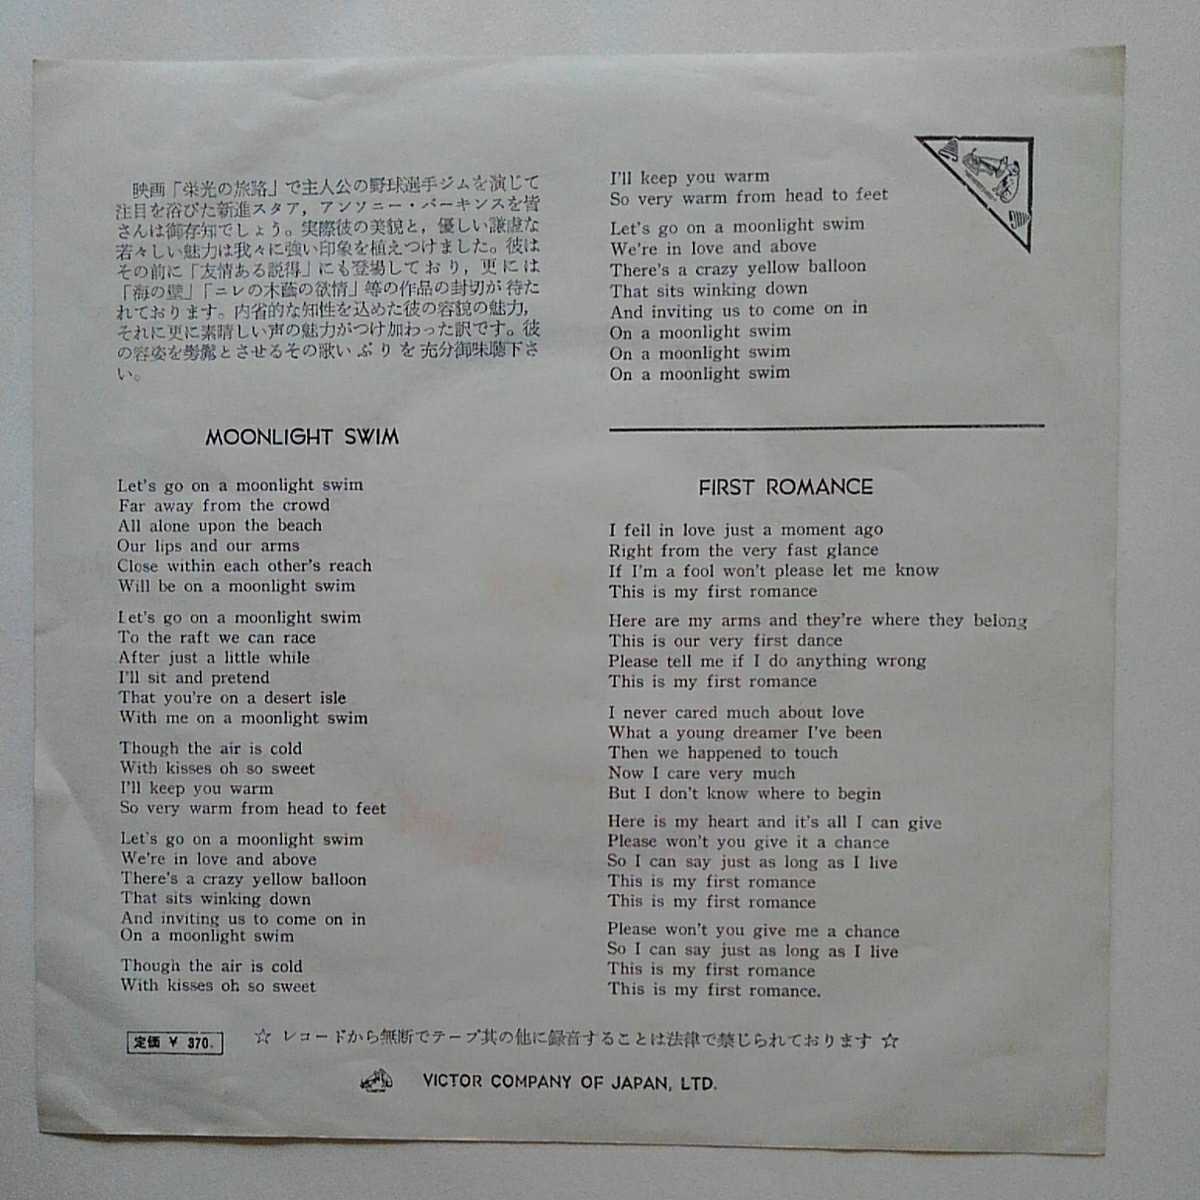 映画「栄光の旅路」で主人公の野球選手ジムを演じて
注目を浴びた新進スタア，アンソニー・パーキンスを皆
さんは御存知でしょう。実際彼の美貌と，優しい謙虚な
若々しい魅力は我々に強い印象を植えつけました。彼は
その前に「友情ある説得」にも登場しており，更には
「海の壁」「ニレの木蔭の欲情」等の作品の封切が待た
れております。内省的な知性を込めた彼の容貌の魅力，
それに更に素晴しい声の魅力がつけ加わった訳です。彼
の容姿を髣髴とさせるその歌いぶりを充分御味聴下さ
い。
MOONLIGHT SWIM
Let's go on a moonlight swim
Far away from the crowd
All alone upon the beach
Our lips and our arms
Close within each other's reach
Will be on a moonlight swim
Let's go on a moonlight swim
To the raft we can race
After just a little while
I'll sit and pretend
That you're on a desert isle
With me on a moonlight swim
Though the air is cold
With kisses oh so sweet
I'll keep you warm
So very warm from head to feet
Let's go on a moonlight swim
We're in love and above
There's a crazy yellow balloon
That sits winking down
And inviting us to come on in
On a moonlight swim
Though the air is cold
With kisses oh so sweet
I'll keep you warm
So very warm from head to feet
Let's go on a moonlight swim
We're in love and above
There's a crazy yellow balloon
That sits winking down
And inviting us to come on in
On a moonlight swim
On a moonlight swim
On a moonlight swim
FIRST ROMANCE
I fell in love just a moment ago
Right from the very fast glance
If I'm a fool won't please let me know
This is my first romance
Here are my arms and they're where they belong
This is our very first dance
Please tell me if I do anything wrong
This is my first romance
I never cared much about love
What a young dreamer I've been
Then we happened to touch
Now I care very much
But I don't know where to begin
Here is my heart and it's all I can give
Please won't you give it a chance
So I can say just as long as I live
This is my first romance
This is my first romance
Please won't you give me a chance
So I can say just as long as I live
This is my first romance
This is my first romance.
定価 ¥ 370.
☆ レコードから無断でテープ其の他に録音することは法律で禁じられております ☆
VICTOR COMPANY OF JAPAN, LTD.